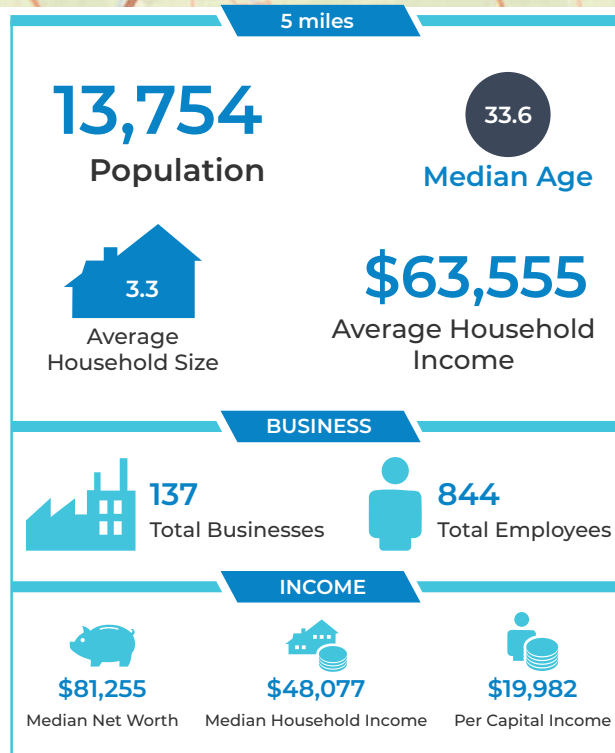 5 miles
13,754
Population
33.6
Median Age
3.3
Average
Household Size
$63,555
Average Household
Income
BUSINESS
137
Total Businesses
844
Total Employees
INCOME
$81,255
Median Net Worth
$48,077
Median Household Income
$19,982
Per Capital Income